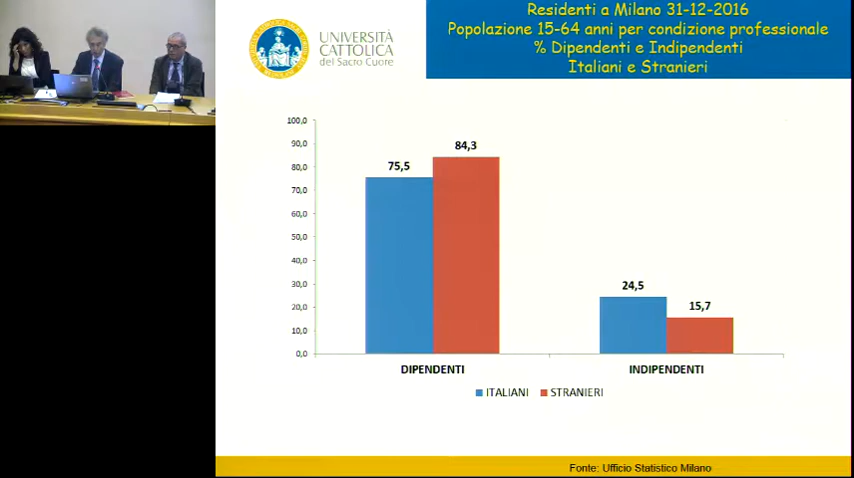 Residenti a Milano 31-12-2016
Popolazione 15-64 anni per condizione professionale
% Dipendenti e Indipendenti
Italiani e Stranieri
UNIVERSITÀ
CATTOLICA
del Sacro Cuore
100,0
90,0
80,0
70,0
60,0
50,0
40,0
30,0
20,0
10,0
0,0
75,5
84,3
24,5
15,7
DIPENDENTI
INDIPENDENTI
ITALIANI
STRANIERI
Fonte: Ufficio Statistico Milano